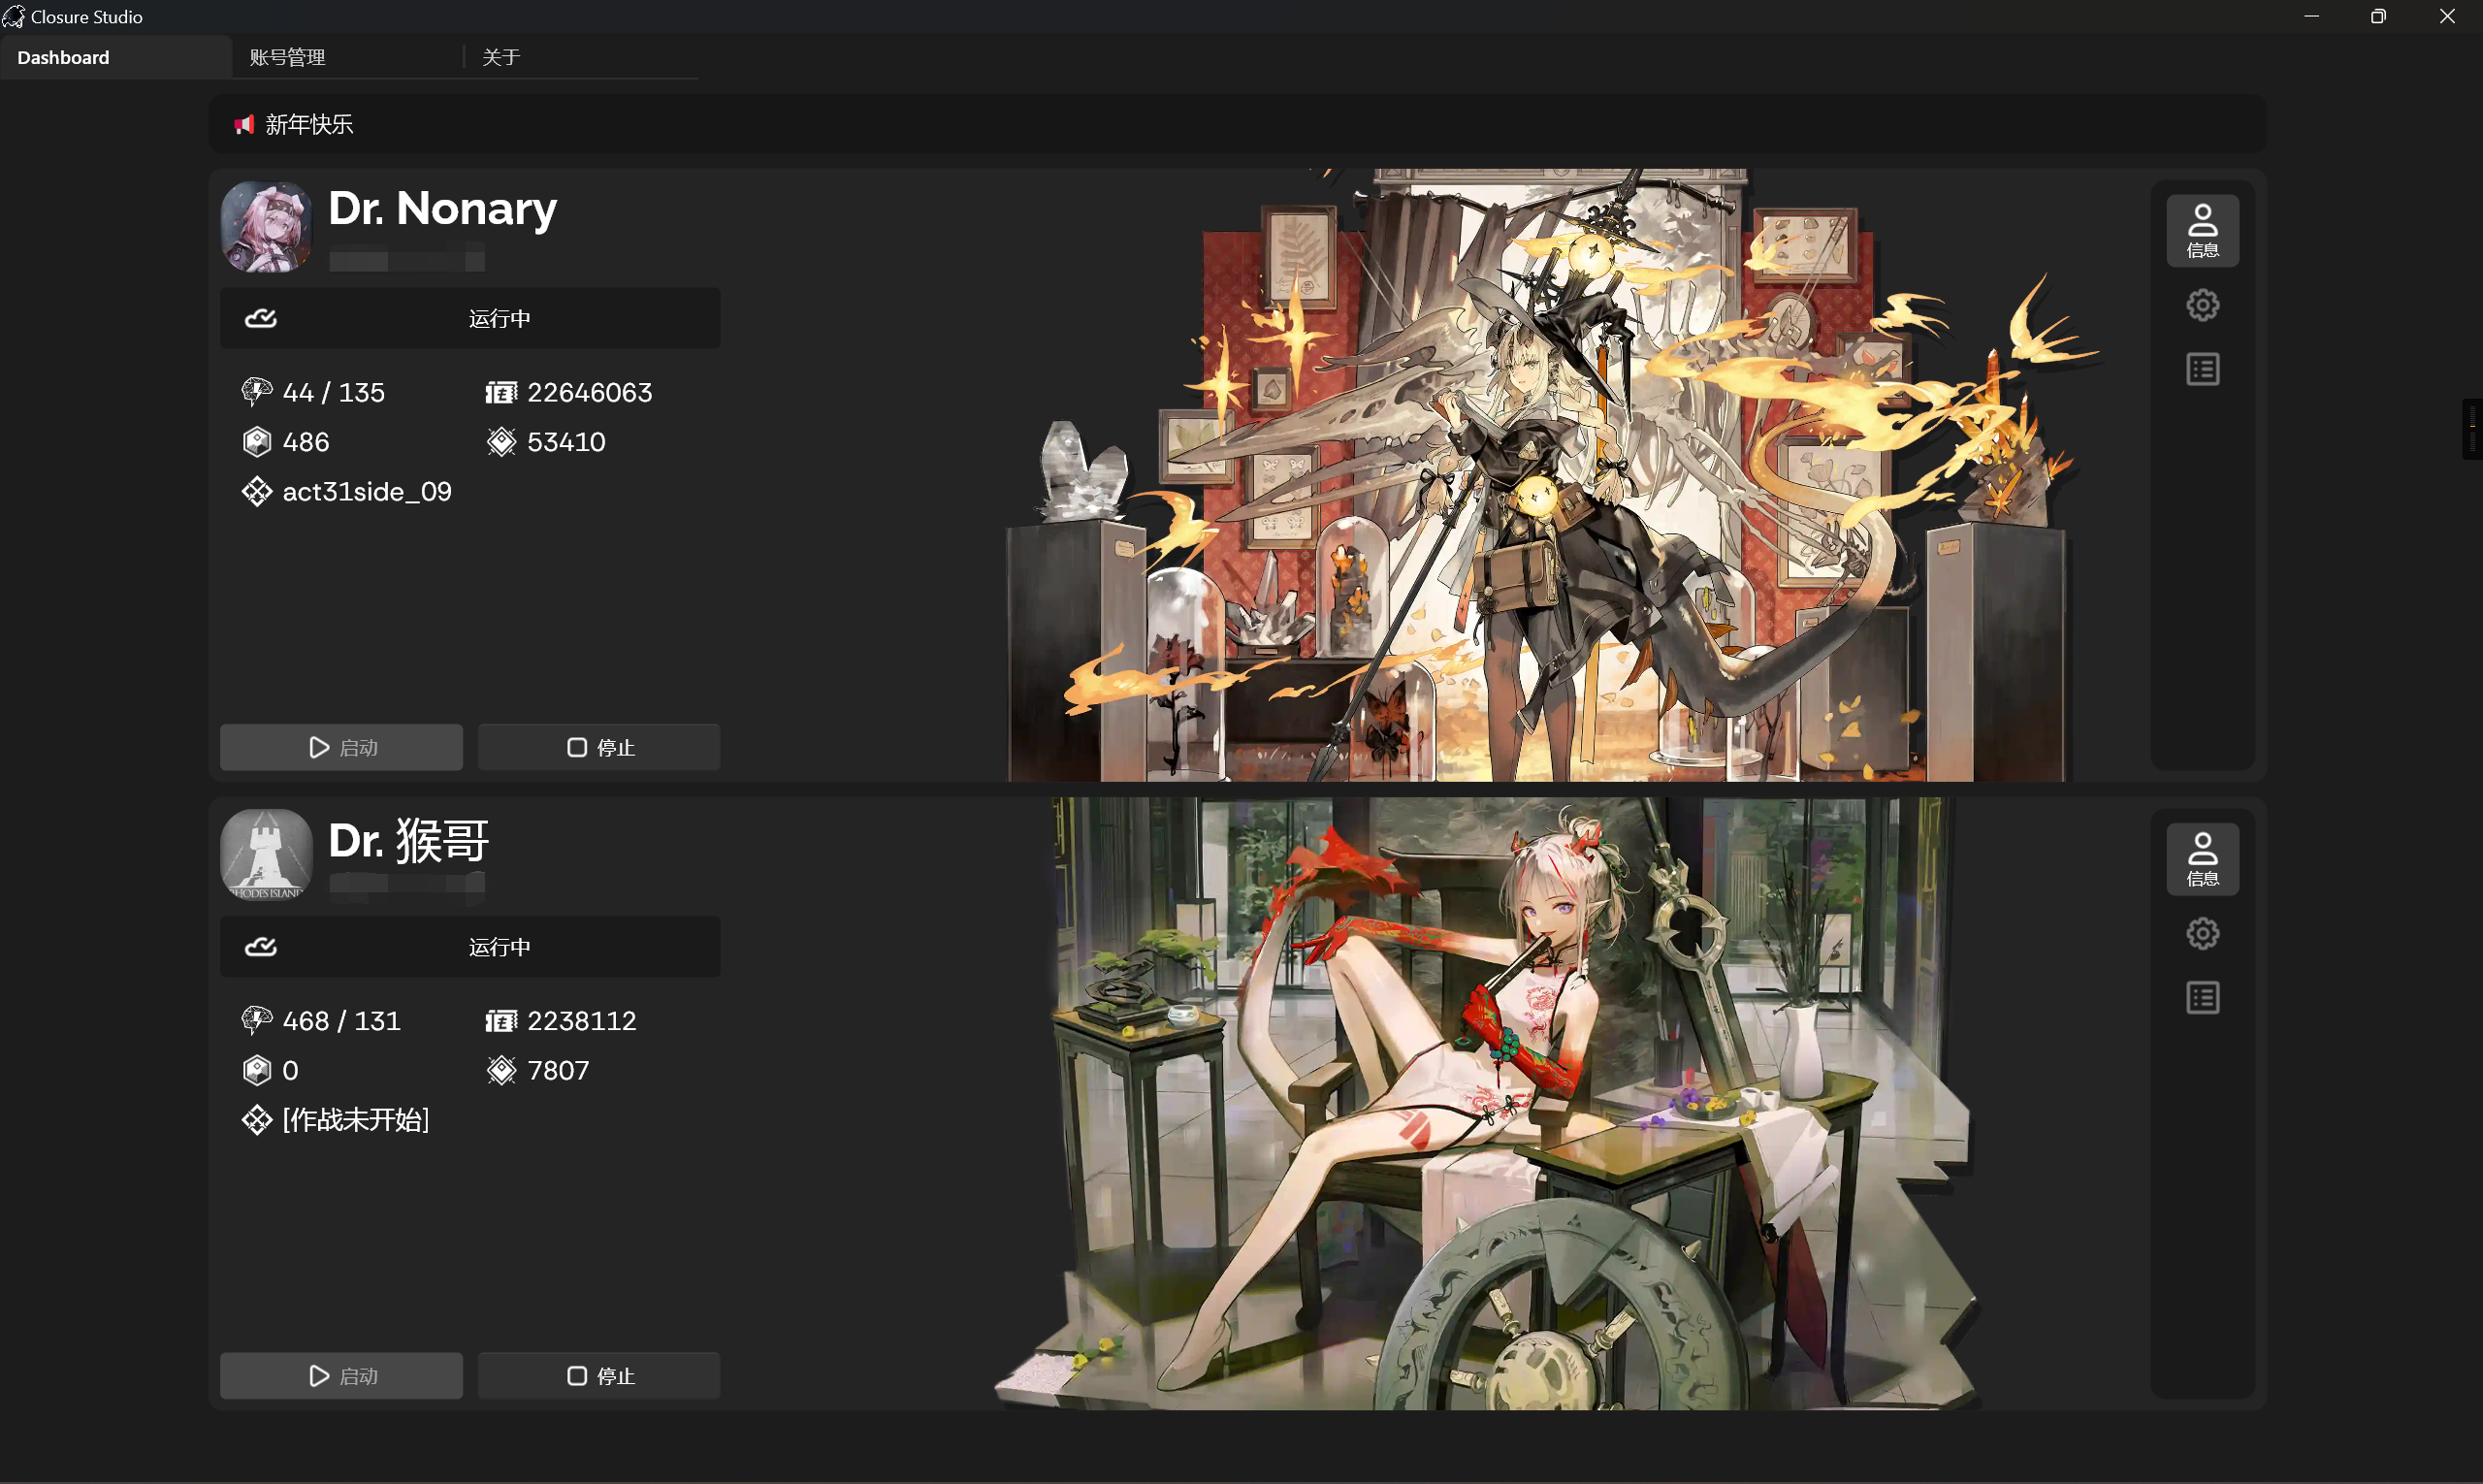 Closure Studio
Dashboard 账号管理 关于
新年快乐
Dr. Nonary
信息
运行中
44 / 135 22646063
486 53410
act31side_09
启动 停止
Dr. 猴哥
RHODES ISLAND
信息
运行中
468 / 131 2238112
0 7807
[作战未开始]
启动 停止